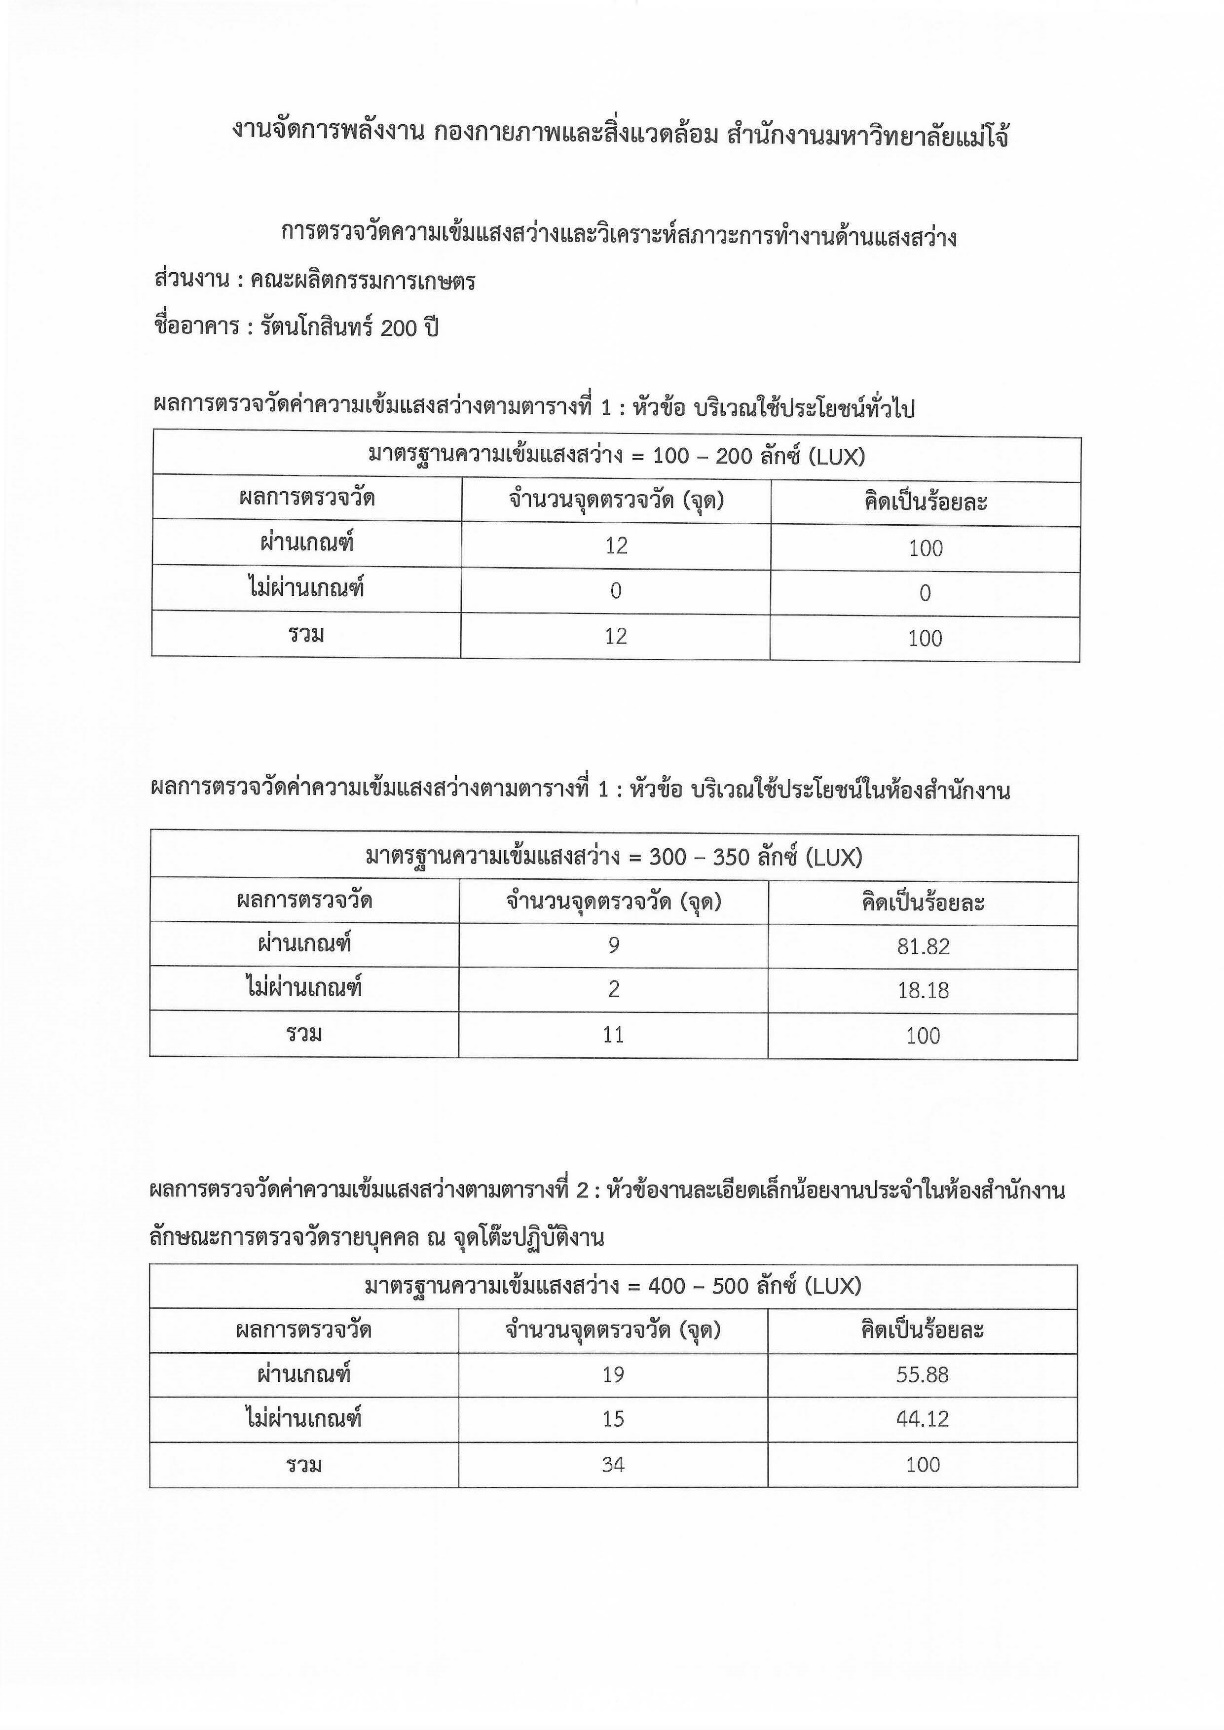 งานจัดการพลังงาน กองกายภาพและสิ่งแวดล้อม สำนักงานมหาวิทยาลัยแม่โจ้
การตรวจวัดความเข้มแสงสว่างและวิเคราะห์สภาวะการทำงานด้านแสงสว่าง
ส่วนงาน : คณะผลิตกรรมการเกษตร
ชื่ออาคาร : รัตนโกสินทร์ 200 ปี
ผลการตรวจวัดค่าความเข้มแสงสว่างตามตารางที่ 1 : หัวข้อ บริเวณใช้ประโยชน์ทั่วไป
มาตรฐานความเข้มแสงสว่าง = 100 – 200 ลักซ์ (LUX)
ผลการตรวจวัด จำนวนจุดตรวจวัด (จุด) คิดเป็นร้อยละ
ผ่านเกณฑ์ 12 100
ไม่ผ่านเกณฑ์ 0 0
รวม 12 100
ผลการตรวจวัดค่าความเข้มแสงสว่างตามตารางที่ 1 : หัวข้อ บริเวณใช้ประโยชน์ในห้องสำนักงาน
มาตรฐานความเข้มแสงสว่าง = 300 – 350 ลักซ์ (LUX)
ผลการตรวจวัด จำนวนจุดตรวจวัด (จุด) คิดเป็นร้อยละ
ผ่านเกณฑ์ 9 81.82
ไม่ผ่านเกณฑ์ 2 18.18
รวม 11 100
ผลการตรวจวัดค่าความเข้มแสงสว่างตามตารางที่ 2 : หัวข้องานละเอียดเล็กน้อยงานประจำในห้องสำนักงาน
ลักษณะการตรวจวัดรายบุคคล ณ จุดโต๊ะปฏิบัติงาน
มาตรฐานความเข้มแสงสว่าง = 400 – 500 ลักซ์ (LUX)
ผลการตรวจวัด จำนวนจุดตรวจวัด (จุด) คิดเป็นร้อยละ
ผ่านเกณฑ์ 19 55.88
ไม่ผ่านเกณฑ์ 15 44.12
รวม 34 100